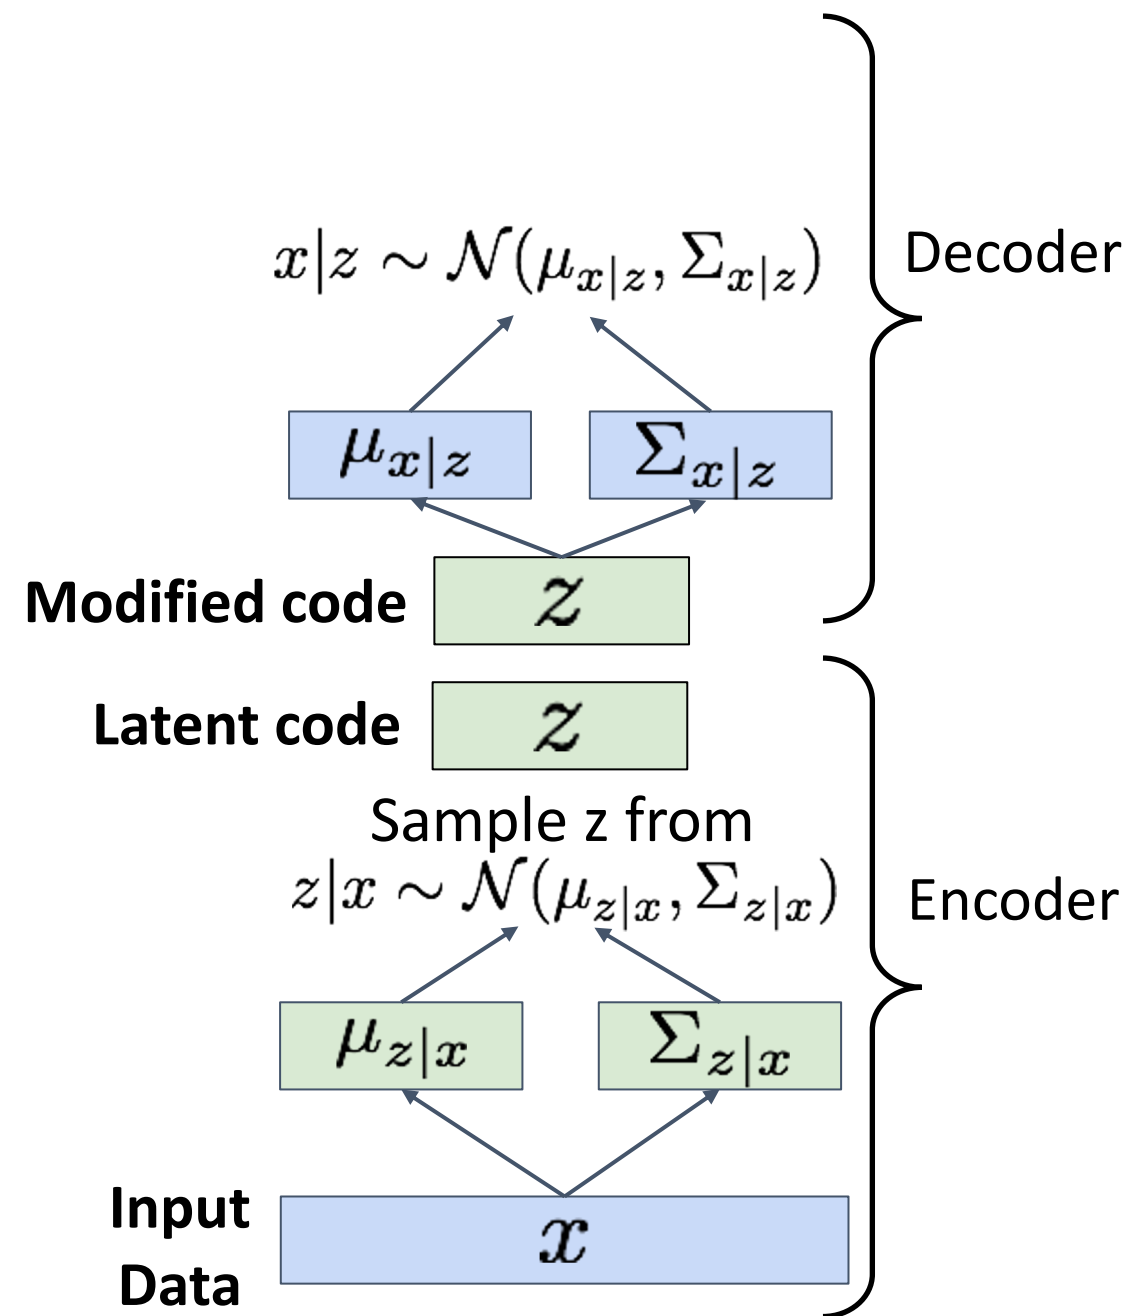 x|z ∼ 𝒩(μ_{x|z}, Σ_{x|z})
Decoder
μ_{x|z}
Σ_{x|z}
Modified code
z
Latent code
z
Sample z from
z|x ∼ 𝒩(μ_{z|x}, Σ_{z|x})
Encoder
μ_{z|x}
Σ_{z|x}
Input
Data
x